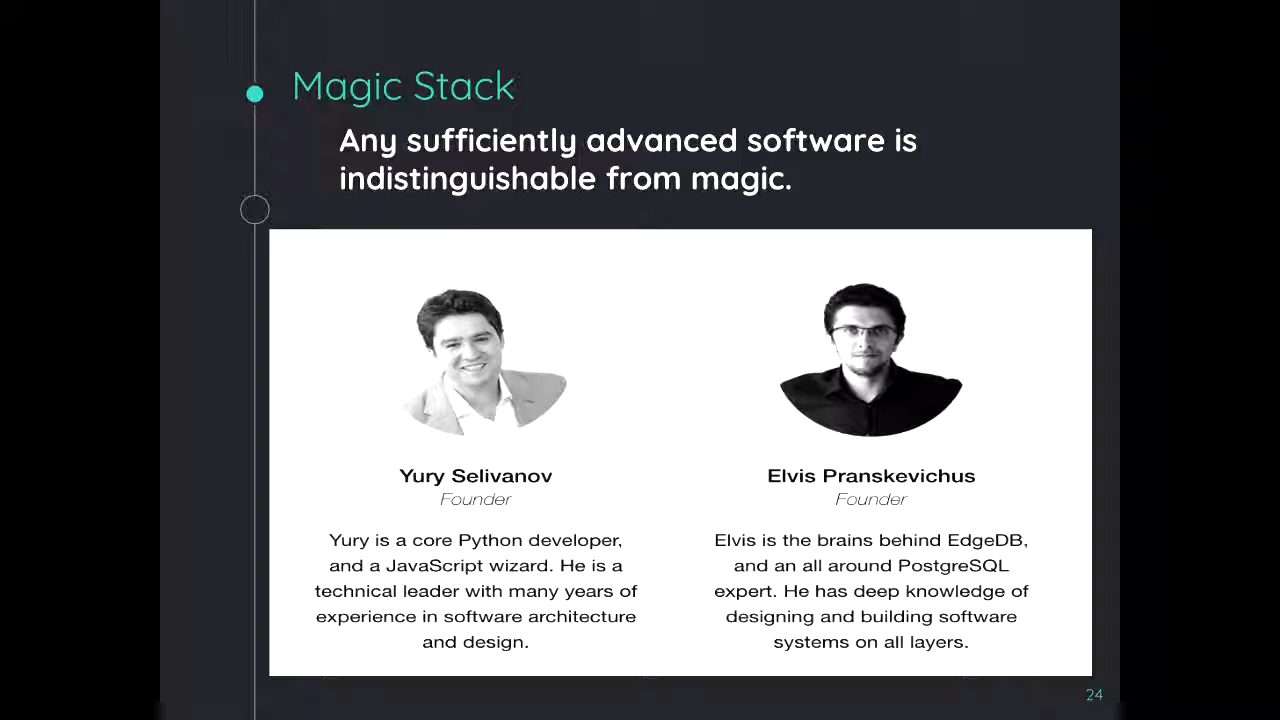 Magic Stack
Any sufficiently advanced software is
indistinguishable from magic.
Yury Selivanov
Founder
Yury is a core Python developer,
and a JavaScript wizard. He is a
technical leader with many years of
experience in software architecture
and design.
Elvis Pranskevichus
Founder
Elvis is the brains behind EdgeDB,
and an all around PostgreSQL
expert. He has deep knowledge of
designing and building software
systems on all layers.
24